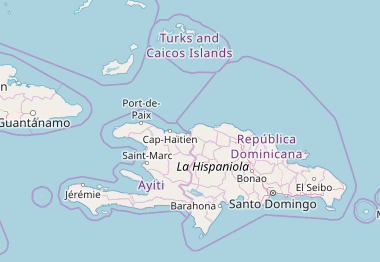 Turks and
Caicos Islands
Port-de-
Paix
Guantánamo
Cap-Haïtien
República
Dominicana
Saint-Marc
La Hispaniola
Bonao
El Seibo
Ayiti
Jérémie
Barahona
Santo Domingo